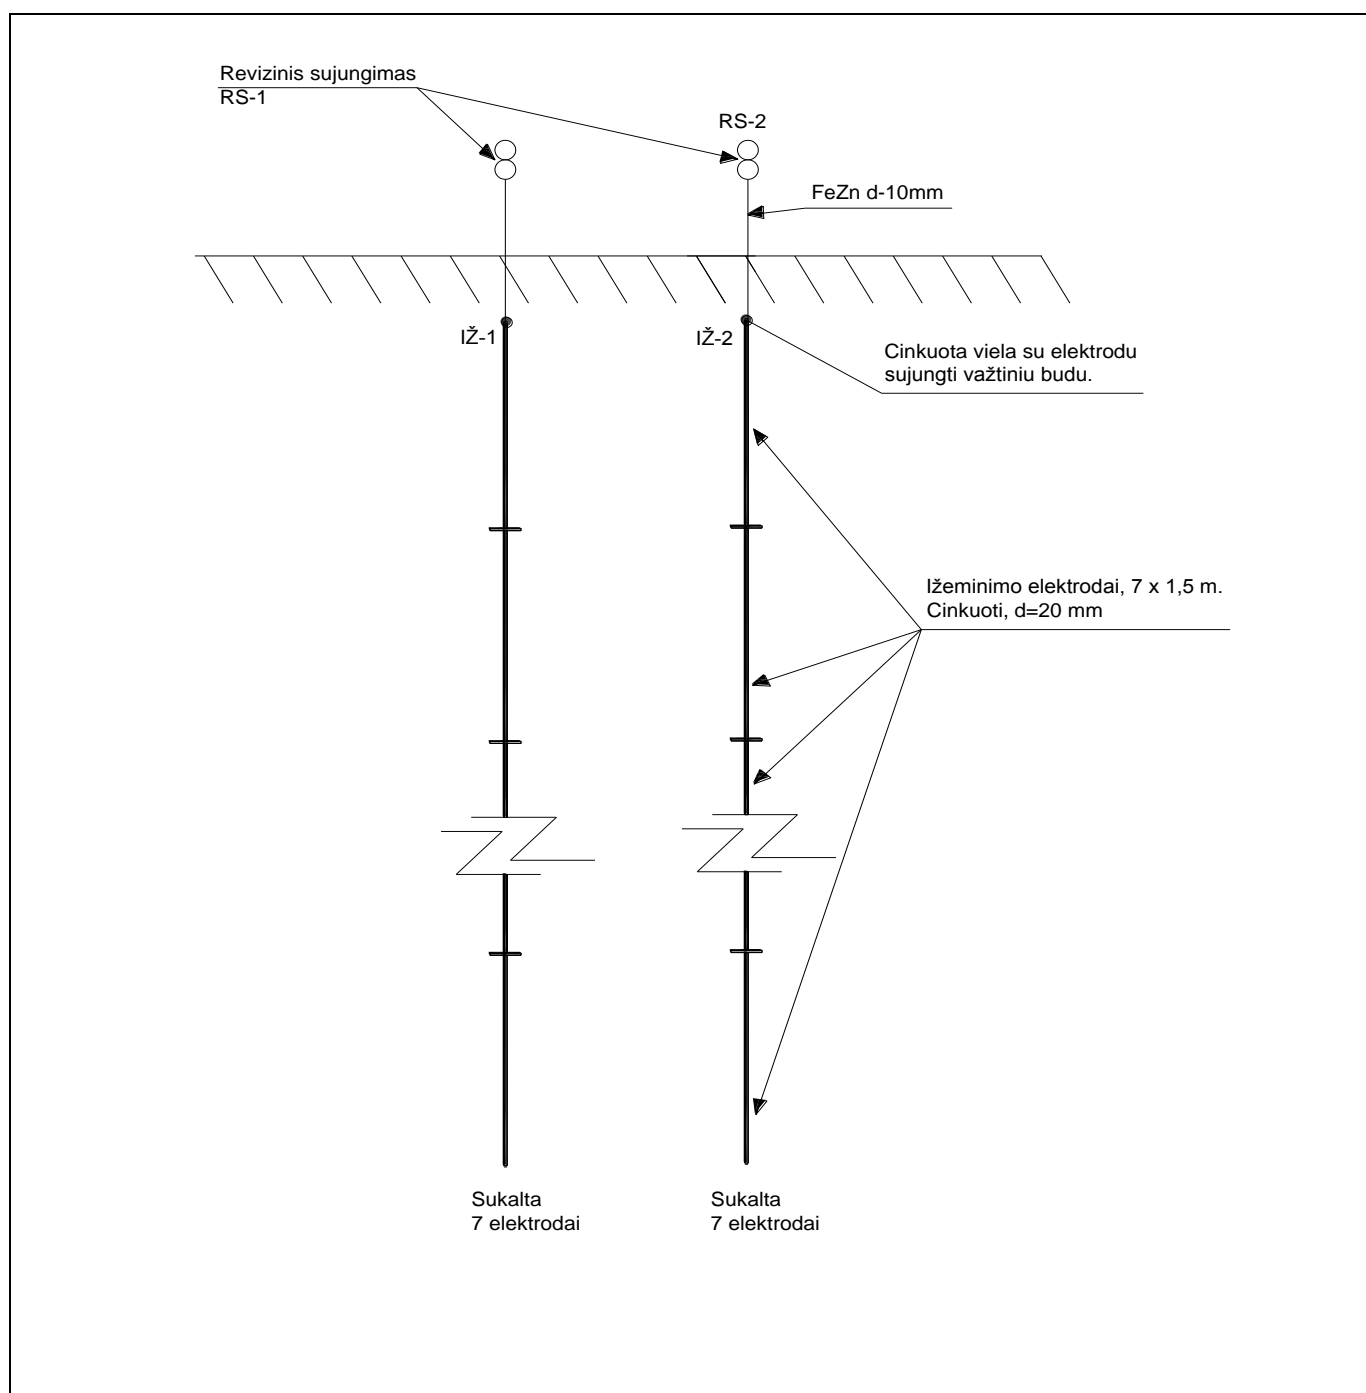 Revizinis sujungimas
RS-1
RS-2
FeZn d-10mm
IŽ-1
IŽ-2
Cinkuota viela su elektrodu
sujungti važtiniu budu.
Ižeminimo elektrodai, 7 x 1,5 m.
Cinkuoti, d=20 mm
Sukalta
7 elektrodai
Sukalta
7 elektrodai